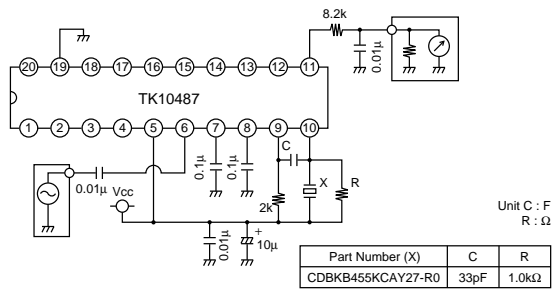 8.2k
0.01μ
20 19 18 17 16 15 14 13 12 11
TK10487
1 2 3 4 5 6 7 8 9 10
C
0.01μ
Vcc
0.1μ
0.1μ
2k
X
R
0.01μ
+
10μ
Unit C : F
R : Ω
Part Number (X) C R
CDBKB455KCAY27-R0 33pF 1.0kΩ